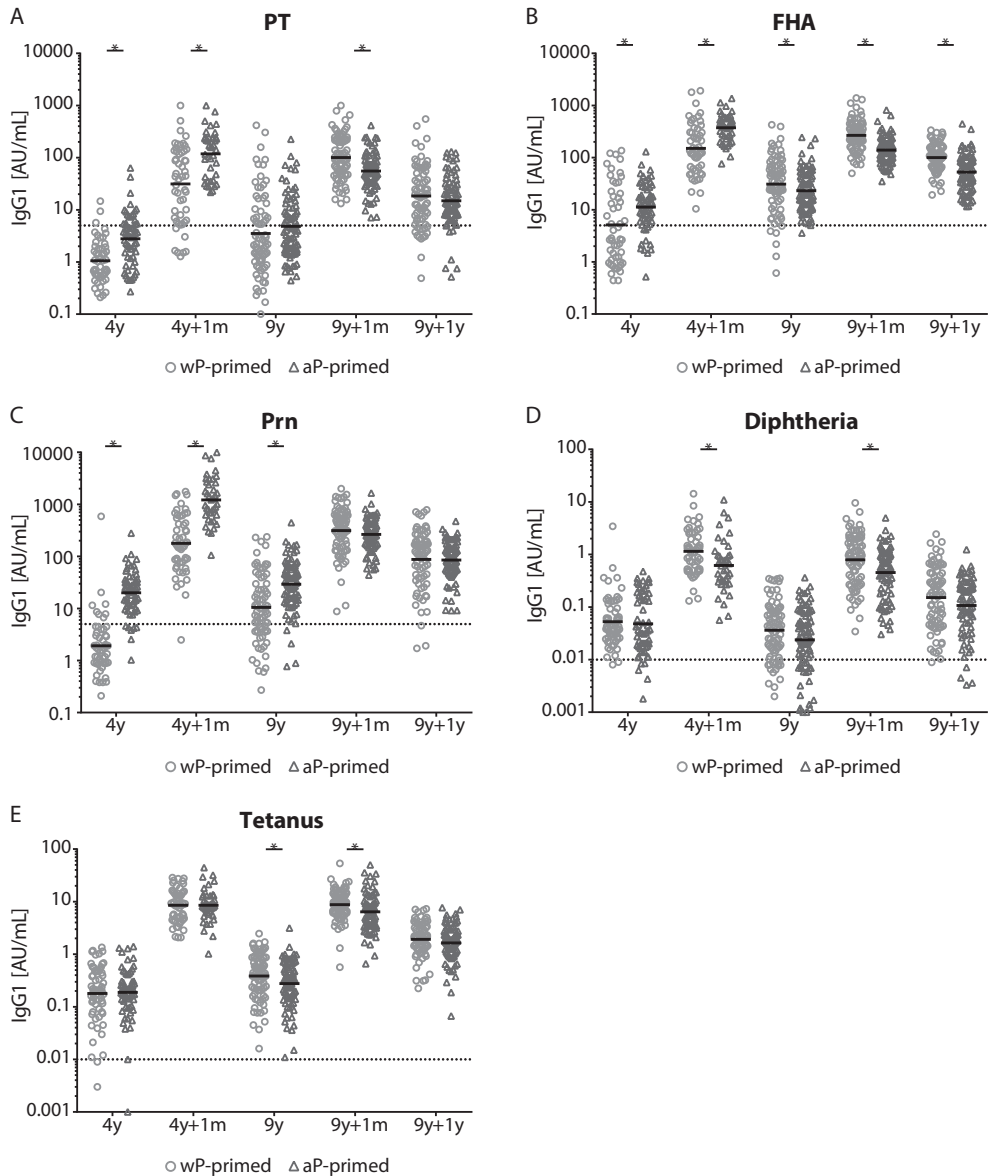 A
PT
IgG1 [AU/mL]
10000
1000
100
10
1
0.1
* * *
4y 4y+1m 9y 9y+1m 9y+1y
○ wP-primed △ aP-primed
B
FHA
IgG1 [AU/mL]
10000
1000
100
10
1
0.1
* * * * *
4y 4y+1m 9y 9y+1m 9y+1y
○ wP-primed △ aP-primed
C
Prn
IgG1 [AU/mL]
10000
1000
100
10
1
0.1
* * *
4y 4y+1m 9y 9y+1m 9y+1y
○ wP-primed △ aP-primed
D
Diphtheria
IgG1 [AU/mL]
100
10
1
0.1
0.01
0.001
* *
4y 4y+1m 9y 9y+1m 9y+1y
○ wP-primed △ aP-primed
E
Tetanus
IgG1 [AU/mL]
100
10
1
0.1
0.01
0.001
* *
4y 4y+1m 9y 9y+1m 9y+1y
○ wP-primed △ aP-primed